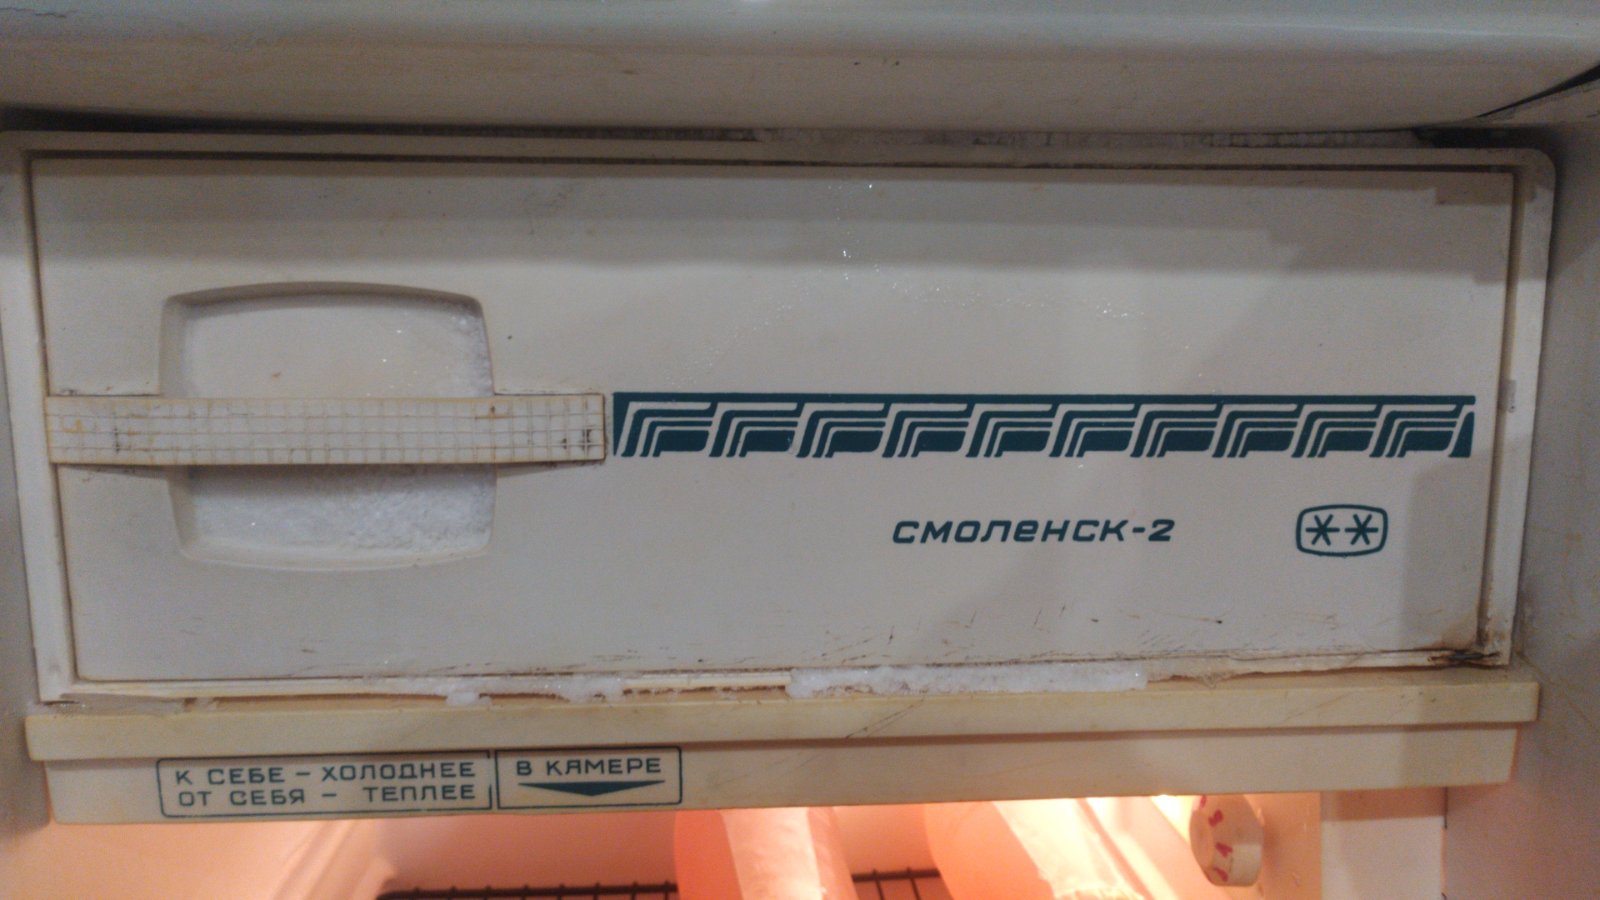 СМОЛЕНСК-2
К СЕБЕ – ХОЛОДНЕЕ
ОТ СЕБЯ – ТЕПЛЕЕ
В КАМЕРЕ